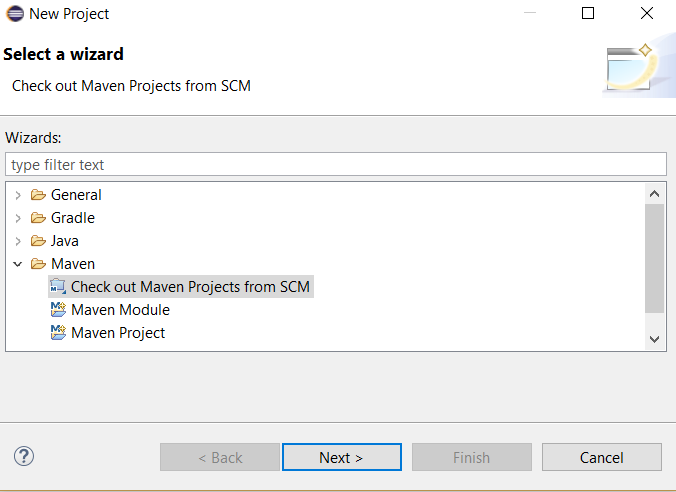 New Project
Select a wizard
Check out Maven Projects from SCM
Wizards:
type filter text
General
Gradle
Java
Maven
Check out Maven Projects from SCM
Maven Module
Maven Project
? < Back Next > Finish Cancel